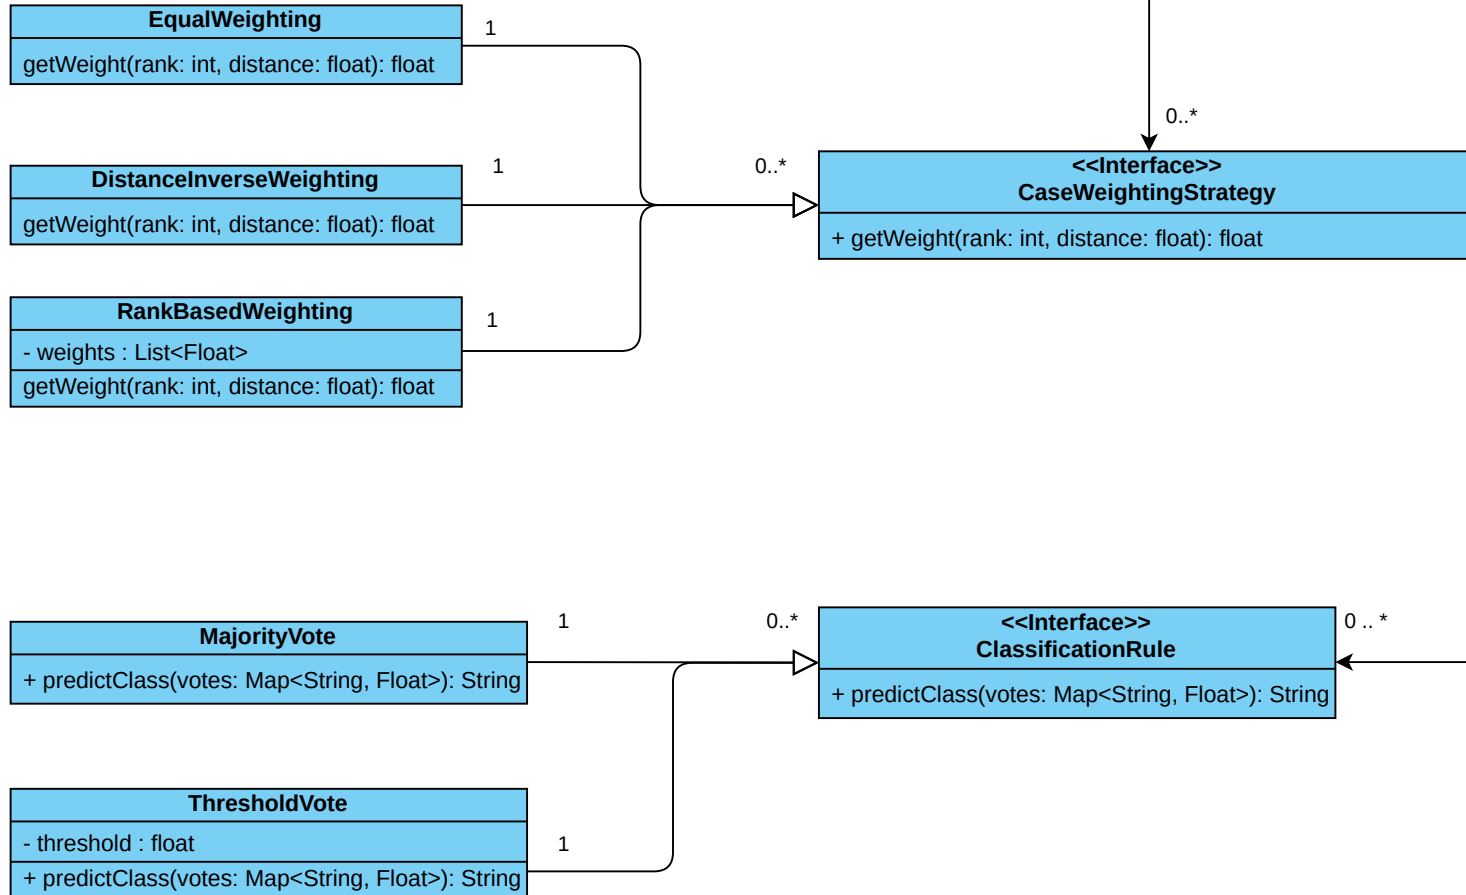 EqualWeighting
getWeight(rank: int, distance: float): float
1
0..*
DistanceInverseWeighting
getWeight(rank: int, distance: float): float
1
0..*
<<Interface>>
CaseWeightingStrategy
+ getWeight(rank: int, distance: float): float
RankBasedWeighting
- weights : List<Float>
getWeight(rank: int, distance: float): float
1
MajorityVote
+ predictClass(votes: Map<String, Float>): String
1
0..*
<<Interface>>
ClassificationRule
+ predictClass(votes: Map<String, Float>): String
0 .. *
ThresholdVote
- threshold : float
+ predictClass(votes: Map<String, Float>): String
1